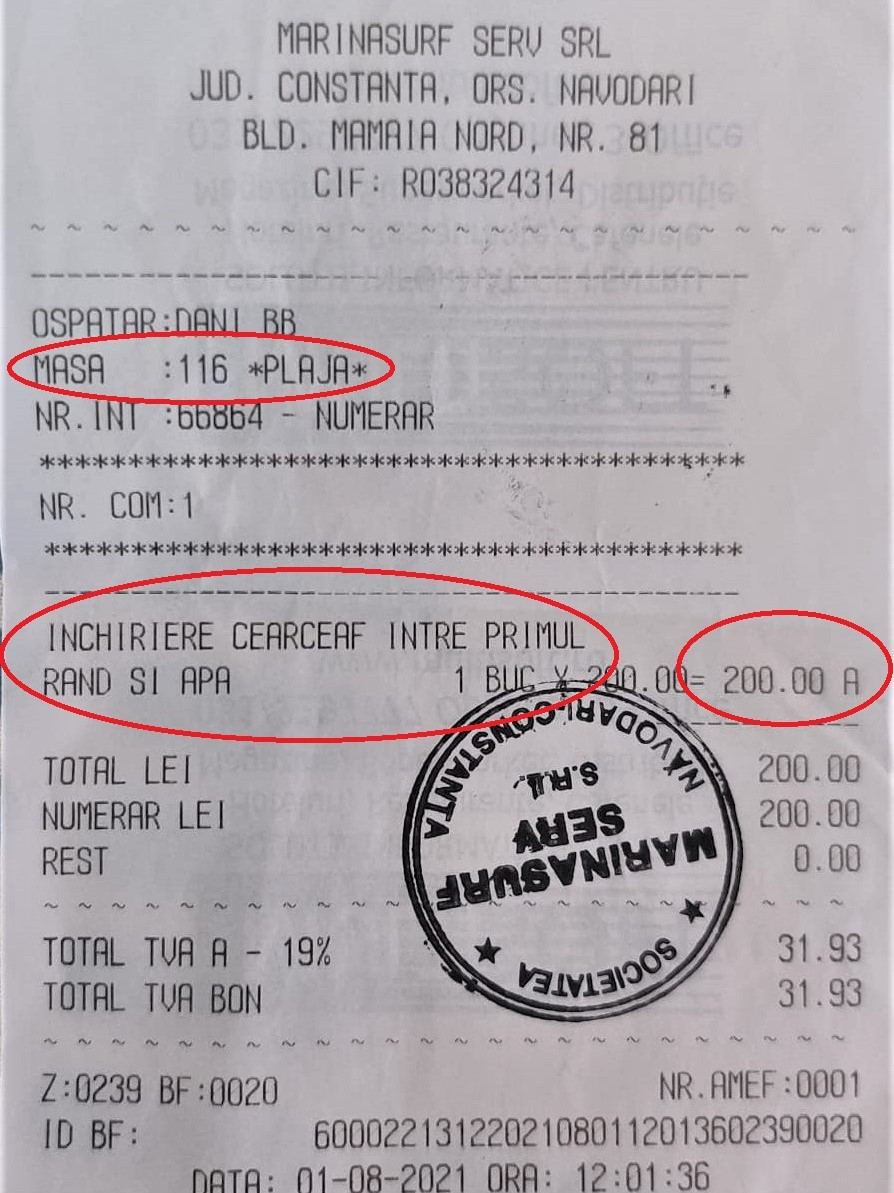 MARINASURF SERV SRL
JUD. CONSTANTA, ORS. NAVODARI
BLD. MAMAIA NORD, NR. 81
CIF: RO38324314
~ ~ ~ ~ ~ ~ ~ ~ ~ ~ ~ ~ ~ ~ ~ ~ ~ ~ ~ ~ ~ ~ ~ ~
OSPATAR:DANI BB
MASA :116 *PLAJA*
NR.INT :66864 - NUMERAR
************************************************
NR. COM:1
************************************************
INCHIRIERE CEARCEAF INTRE PRIMUL
RAND SI APA 1 BUC X 200.00= 200.00 A
TOTAL LEI 200.00
NUMERAR LEI 200.00
REST 0.00
~ ~ ~ ~ ~ ~ ~ ~ ~ ~ ~ ~ ~ ~ ~ ~ ~ ~ ~ ~ ~ ~ ~ ~
TOTAL TVA A - 19% 31.93
TOTAL TVA BON 31.93
~ ~ ~ ~ ~ ~ ~ ~ ~ ~ ~ ~ ~ ~ ~ ~ ~ ~ ~ ~ ~ ~ ~ ~
Z:0239 BF:0020 NR.AMEF:0001
ID BF: 6000221312202108011201360239​0020
DATA: 01-08-2021 ORA: 12:01:36
SOCIETATEA
MARINASURF
SERV
S.R.L.
NAVODARI-CONSTANȚA